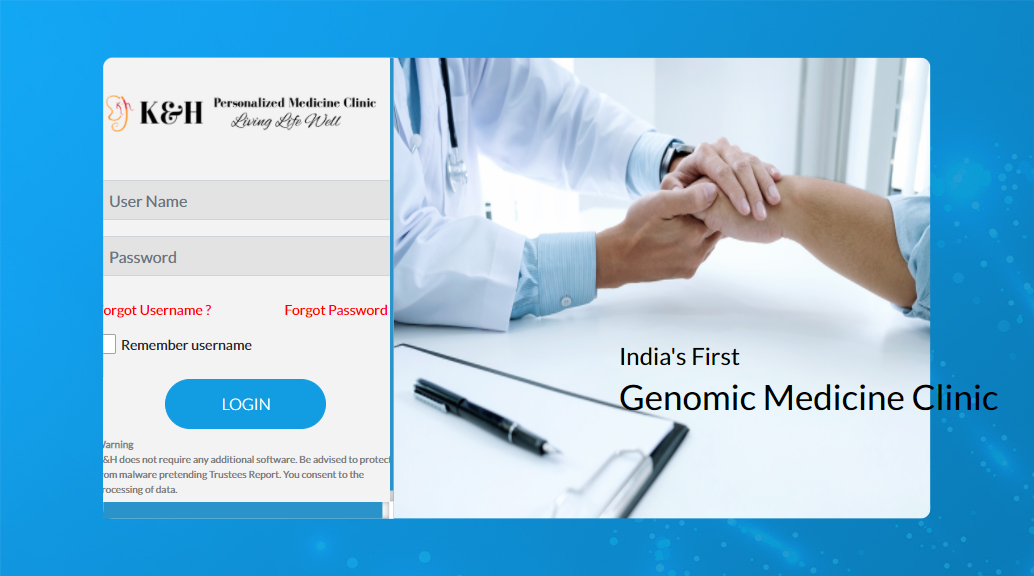 K&H Personalized Medicine Clinic
Living Life Well
User Name
Password
orgot Username ? Forgot Password
Remember username
LOGIN
arning
&H does not require any additional software. Be advised to protect
om malware pretending Trustees Report. You consent to the
rocessing of data.
India's First
Genomic Medicine Clinic